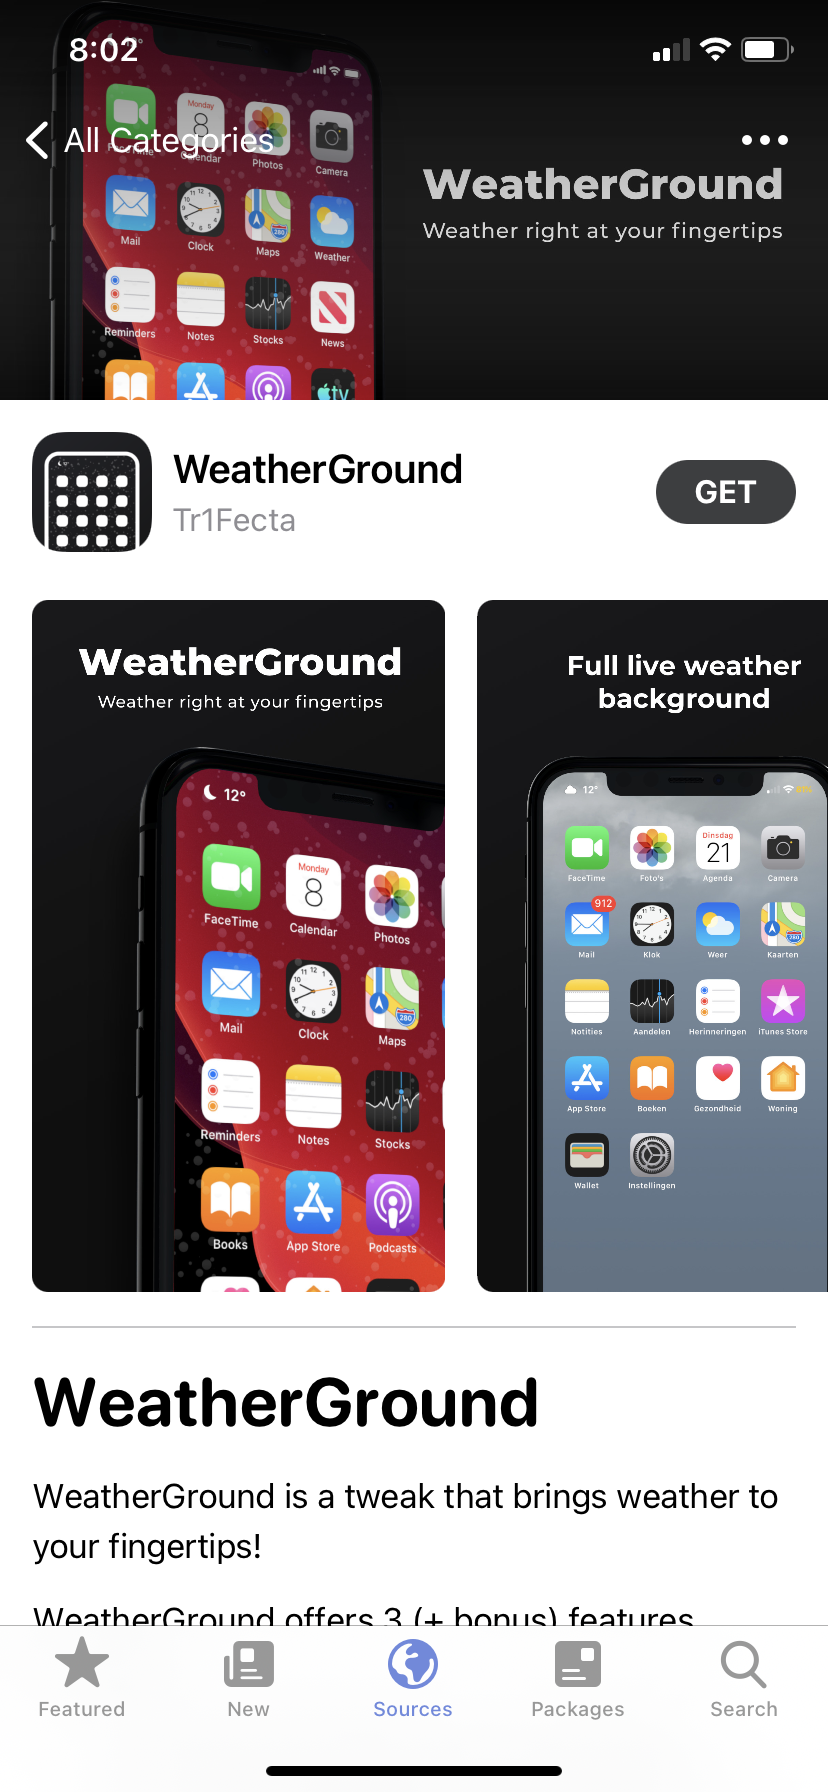 8:02
All Categories
WeatherGround
Weather right at your fingertips
Monday
8
FaceTime
Calendar
Photos
Camera
Mail
Clock
Maps
Weather
280
Reminders
Notes
Stocks
News
tv
WeatherGround
Tr1Fecta
GET
WeatherGround
Weather right at your fingertips
12°
Monday
8
FaceTime
Calendar
Photos
Mail
Clock
Maps
280
Reminders
Notes
Stocks
Books
App Store
Podcasts
Full live weather
background
12°
Dinsdag
21
FaceTime
Foto's
Agenda
Camera
912
280
Mail
Klok
Weer
Kaarten
Notities
Aandelen
Herinneringen
iTunes Store
App Store
Boeken
Gezondheid
Woning
Wallet
Instellingen
WeatherGround
WeatherGround is a tweak that brings weather to
your fingertips!
WeatherGround offers 3 (+ bonus) features
Featured
New
Sources
Packages
Search